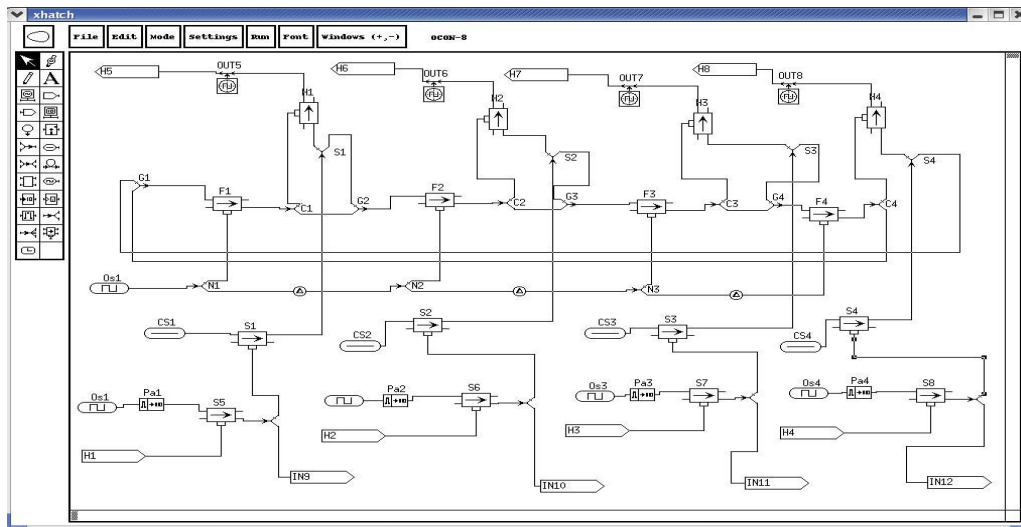 xhatch
File Edit Mode Settings Run Font Windows (+,-) OCON-8
H5 OUT5 H6 OUT6 H7 OUT7 H8 OUT8
H1 H2 H3 H4
S1 S2 S3 S4
G1 F1 C1 G2 F2 C2 G3 F3 C3 G4 F4 C4
Os1 N1 N2 N3
CS1 S1 CS2 S2 CS3 S3 CS4 S4
Os1 Pa1 S5 Pa2 S6 Os3 Pa3 S7 Os4 Pa4 S8
H1 H2 H3 H4
IN9 IN10 IN11 IN12
A